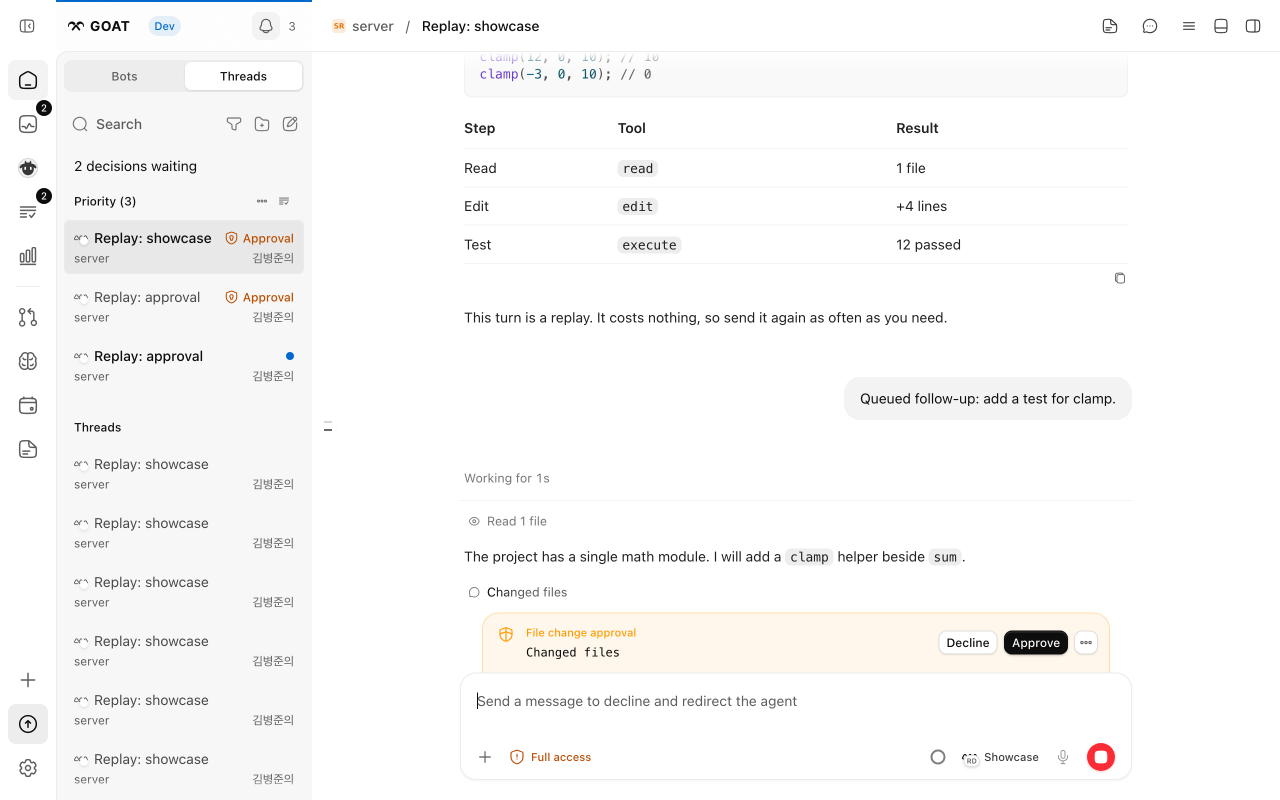 GOAT Dev 3
SR server / Replay: showcase
Bots Threads
Search
2 decisions waiting
Priority (3)
Replay: showcase Approval
server 김병준의
Replay: approval Approval
server 김병준의
Replay: approval
server 김병준의
Threads
Replay: showcase
server 김병준의
Replay: showcase
server 김병준의
Replay: showcase
server 김병준의
Replay: showcase
server 김병준의
Replay: showcase
server 김병준의
Replay: showcase
server 김병준의
2
2
clamp(12, 0, 10); // 10
clamp(-3, 0, 10); // 0
Step Tool Result
Read read 1 file
Edit edit +4 lines
Test execute 12 passed
This turn is a replay. It costs nothing, so send it again as often as you need.
Queued follow-up: add a test for clamp.
Working for 1s
Read 1 file
The project has a single math module. I will add a clamp helper beside sum.
Changed files
File change approval
Changed files
Decline Approve
Send a message to decline and redirect the agent
Full access RD Showcase